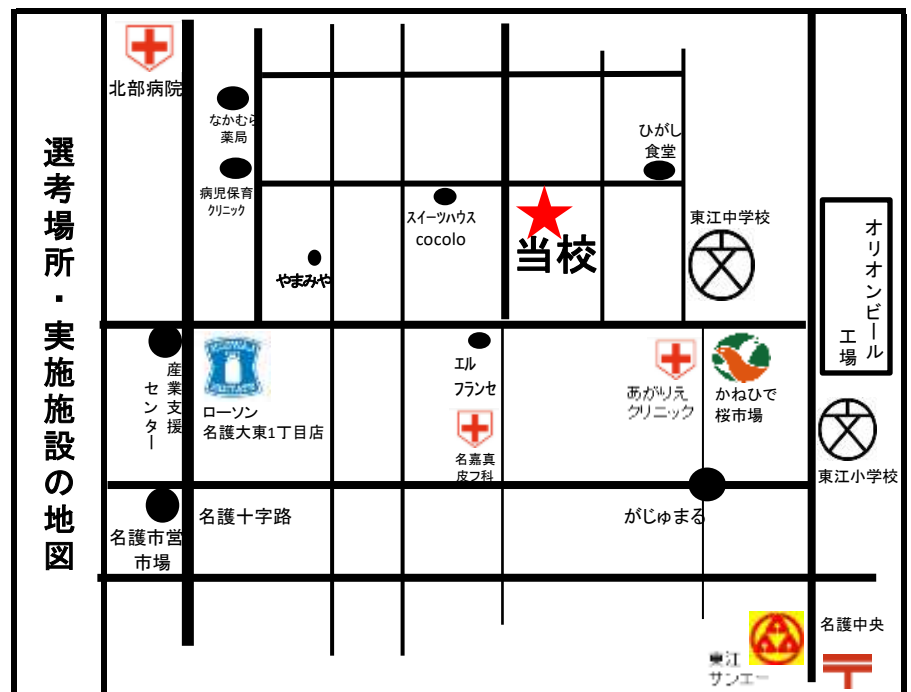 選考場所・実施施設の地図
北部病院
なかむら
薬局
病児保育
クリニック
やまみや
スイーツハウス
cocolo
当校
ひがし
食堂
東江中学校
オリオンビール
工場
産業支援
センター
ローソン
名護大東1丁目店
エル
フランセ
名嘉真
皮フ科
あがりえ
クリニック
かねひで
桜市場
東江小学校
名護市営
市場
名護十字路
がじゅまる
東江
サンエー
名護中央